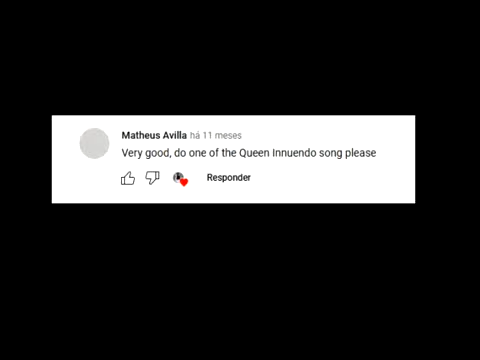 Matheus Avilla há 11 meses
Very good, do one of the Queen Innuendo song please
Responder